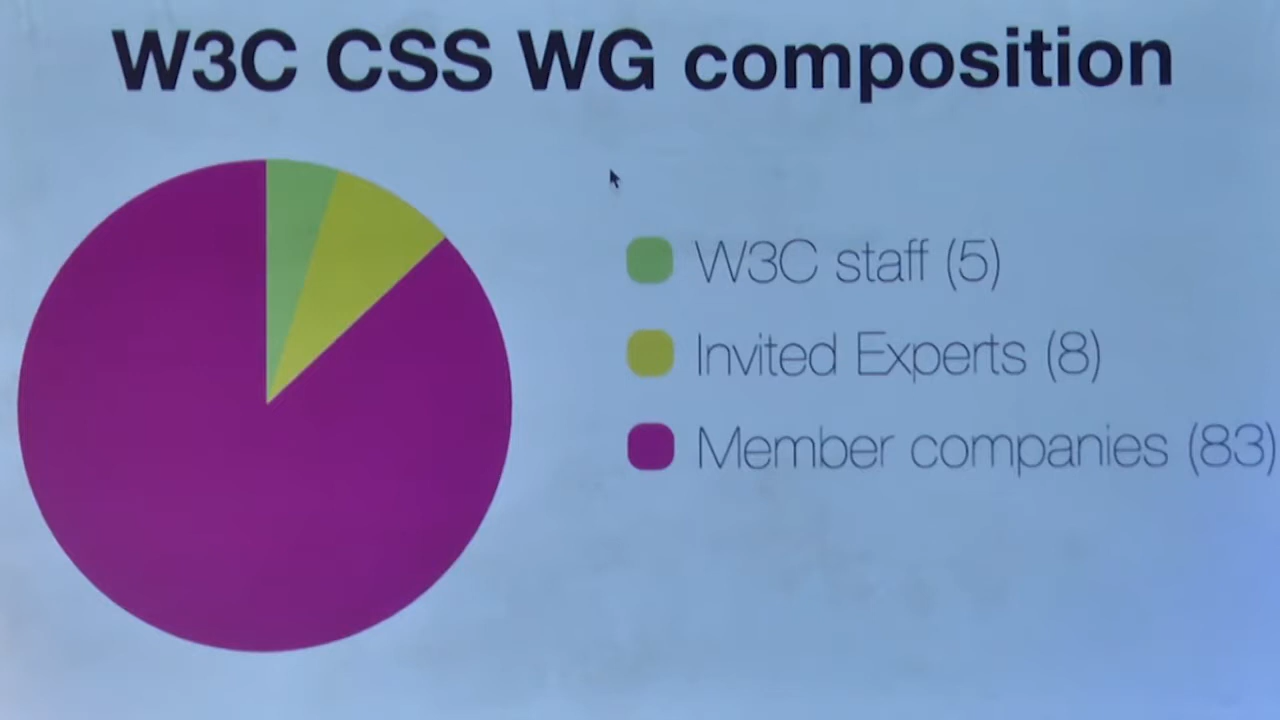 W3C CSS WG composition
W3C staff (5)
Invited Experts (8)
Member companies (83)